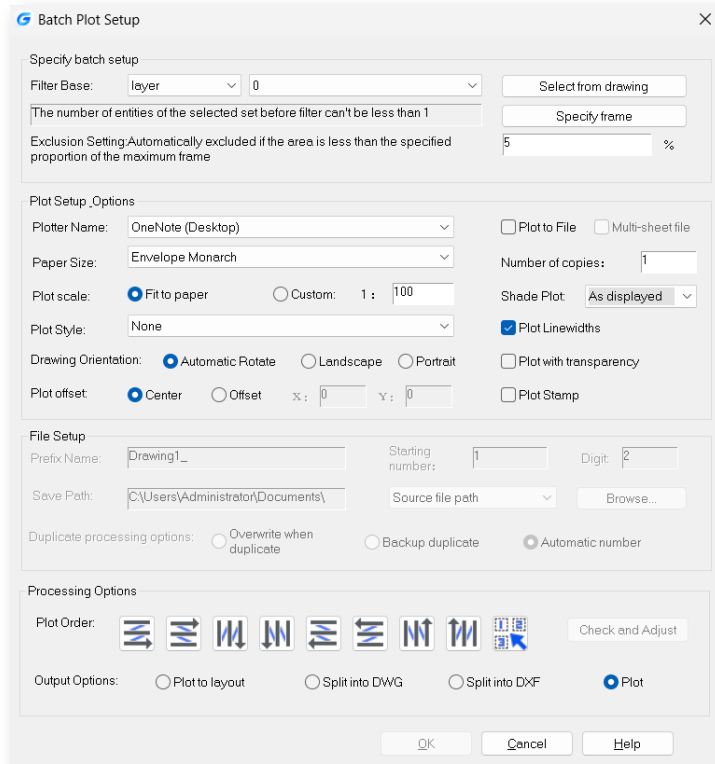 Batch Plot Setup
Specify batch setup
Filter Base: layer 0 Select from drawing
The number of entities of the selected set before filter can't be less than 1 Specify frame
Exclusion Setting:Automatically excluded if the area is less than the specified 5 %
proportion of the maximum frame
Plot Setup_Options
Plotter Name: OneNote (Desktop) Plot to File Multi-sheet file
Paper Size: Envelope Monarch Number of copies: 1
Plot scale: Fit to paper Custom: 1 : 100 Shade Plot: As displayed
Plot Style: None Plot Linewidths
Drawing Orientation: Automatic Rotate Landscape Portrait Plot with transparency
Plot offset: Center Offset X: 0 Y: 0 Plot Stamp
File Setup
Prefix Name: Drawing1_ Starting number: 1 Digit: 2
Save Path: C:\Users\Administrator\Documents\ Source file path Browse...
Duplicate processing options: Overwrite when duplicate Backup duplicate Automatic number
Processing Options
Plot Order: 1 2 3 Check and Adjust
Output Options: Plot to layout Split into DWG Split into DXF Plot
OK Cancel Help